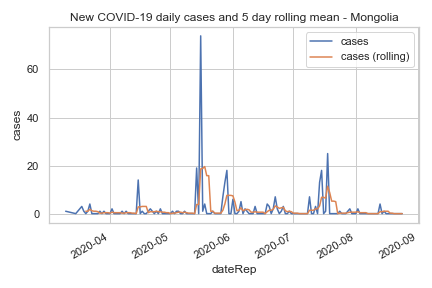 New COVID-19 daily cases and 5 day rolling mean - Mongolia
cases
cases (rolling)
60
40
20
0
cases
2020-04
2020-05
2020-06
2020-07
2020-08
2020-09
dateRep